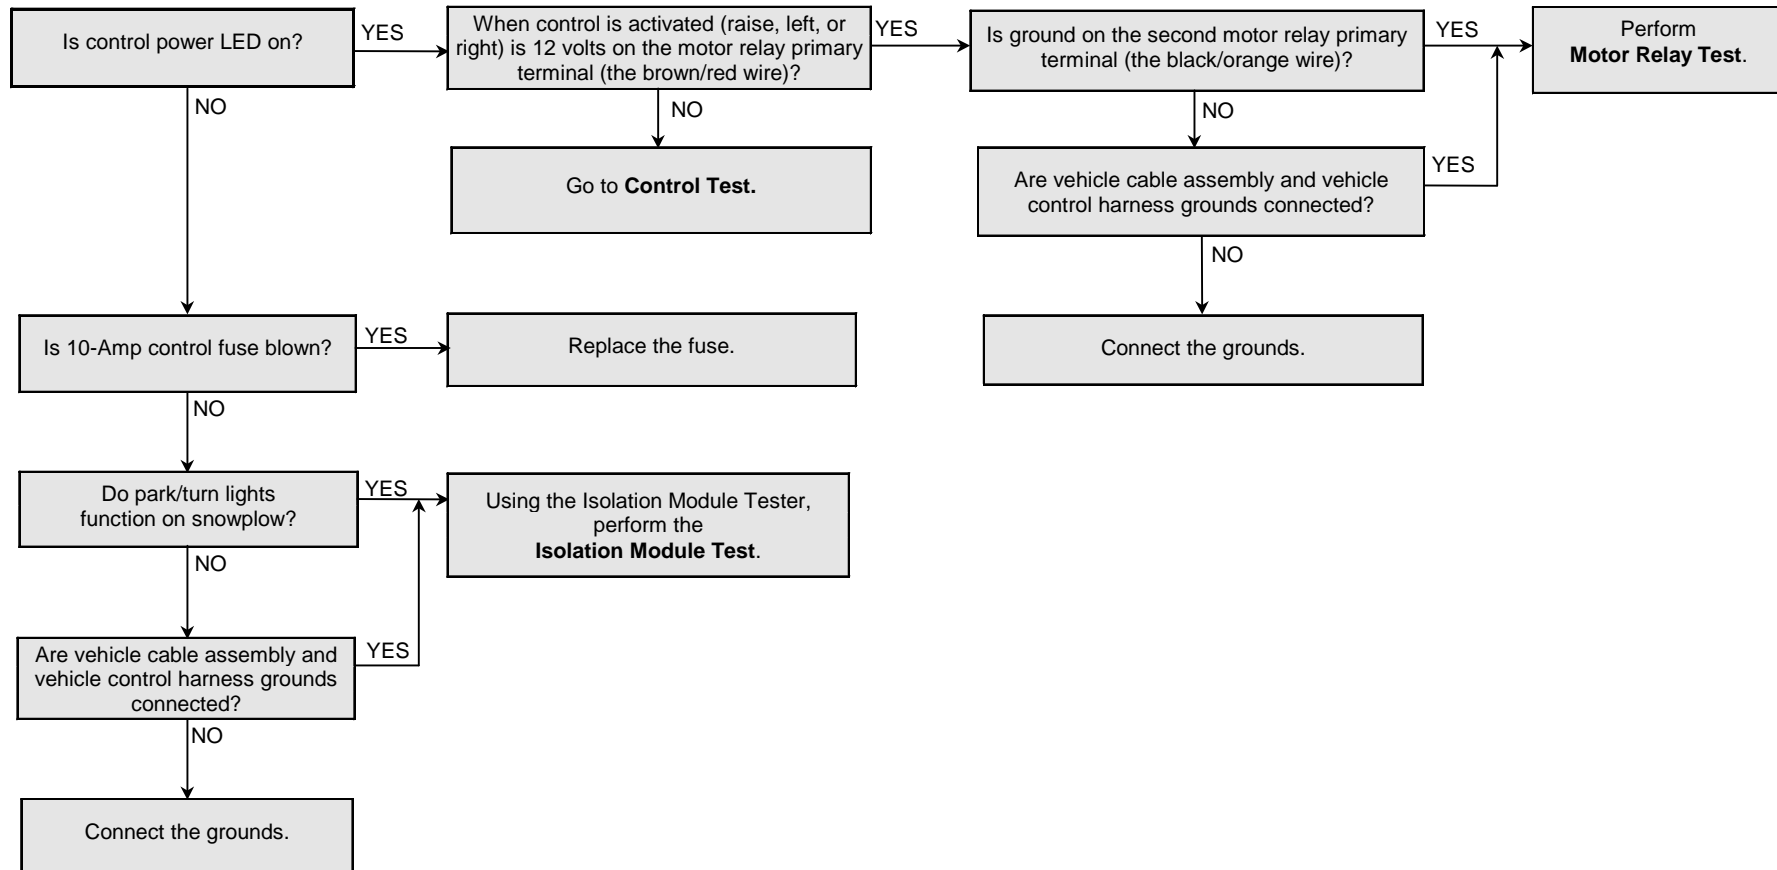 Is control power LED on?
YES
When control is activated (raise, left, or
right) is 12 volts on the motor relay primary
terminal (the brown/red wire)?
YES
Is ground on the second motor relay primary
terminal (the black/orange wire)?
YES
Perform
Motor Relay Test.
NO
NO
NO
Go to Control Test.
YES
Are vehicle cable assembly and vehicle
control harness grounds connected?
NO
Is 10-Amp control fuse blown?
YES
Replace the fuse.
Connect the grounds.
NO
Do park/turn lights
function on snowplow?
YES
Using the Isolation Module Tester,
perform the
Isolation Module Test.
NO
Are vehicle cable assembly and
vehicle control harness grounds
connected?
YES
NO
Connect the grounds.